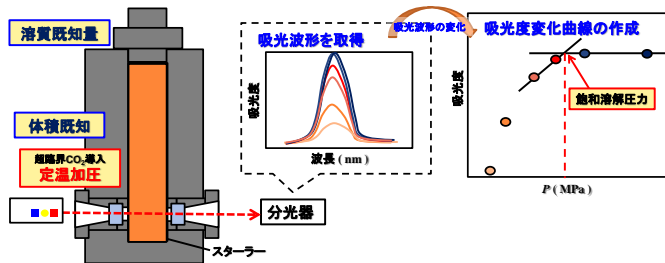 溶質既知量
体積既知
超臨界CO₂導入
定温加圧
スターラー
分光器
吸光波形を取得
吸光度
波長 ( nm )
吸光波形の変化
吸光度変化曲線の作成
吸光度
飽和溶解圧力
P ( MPa )